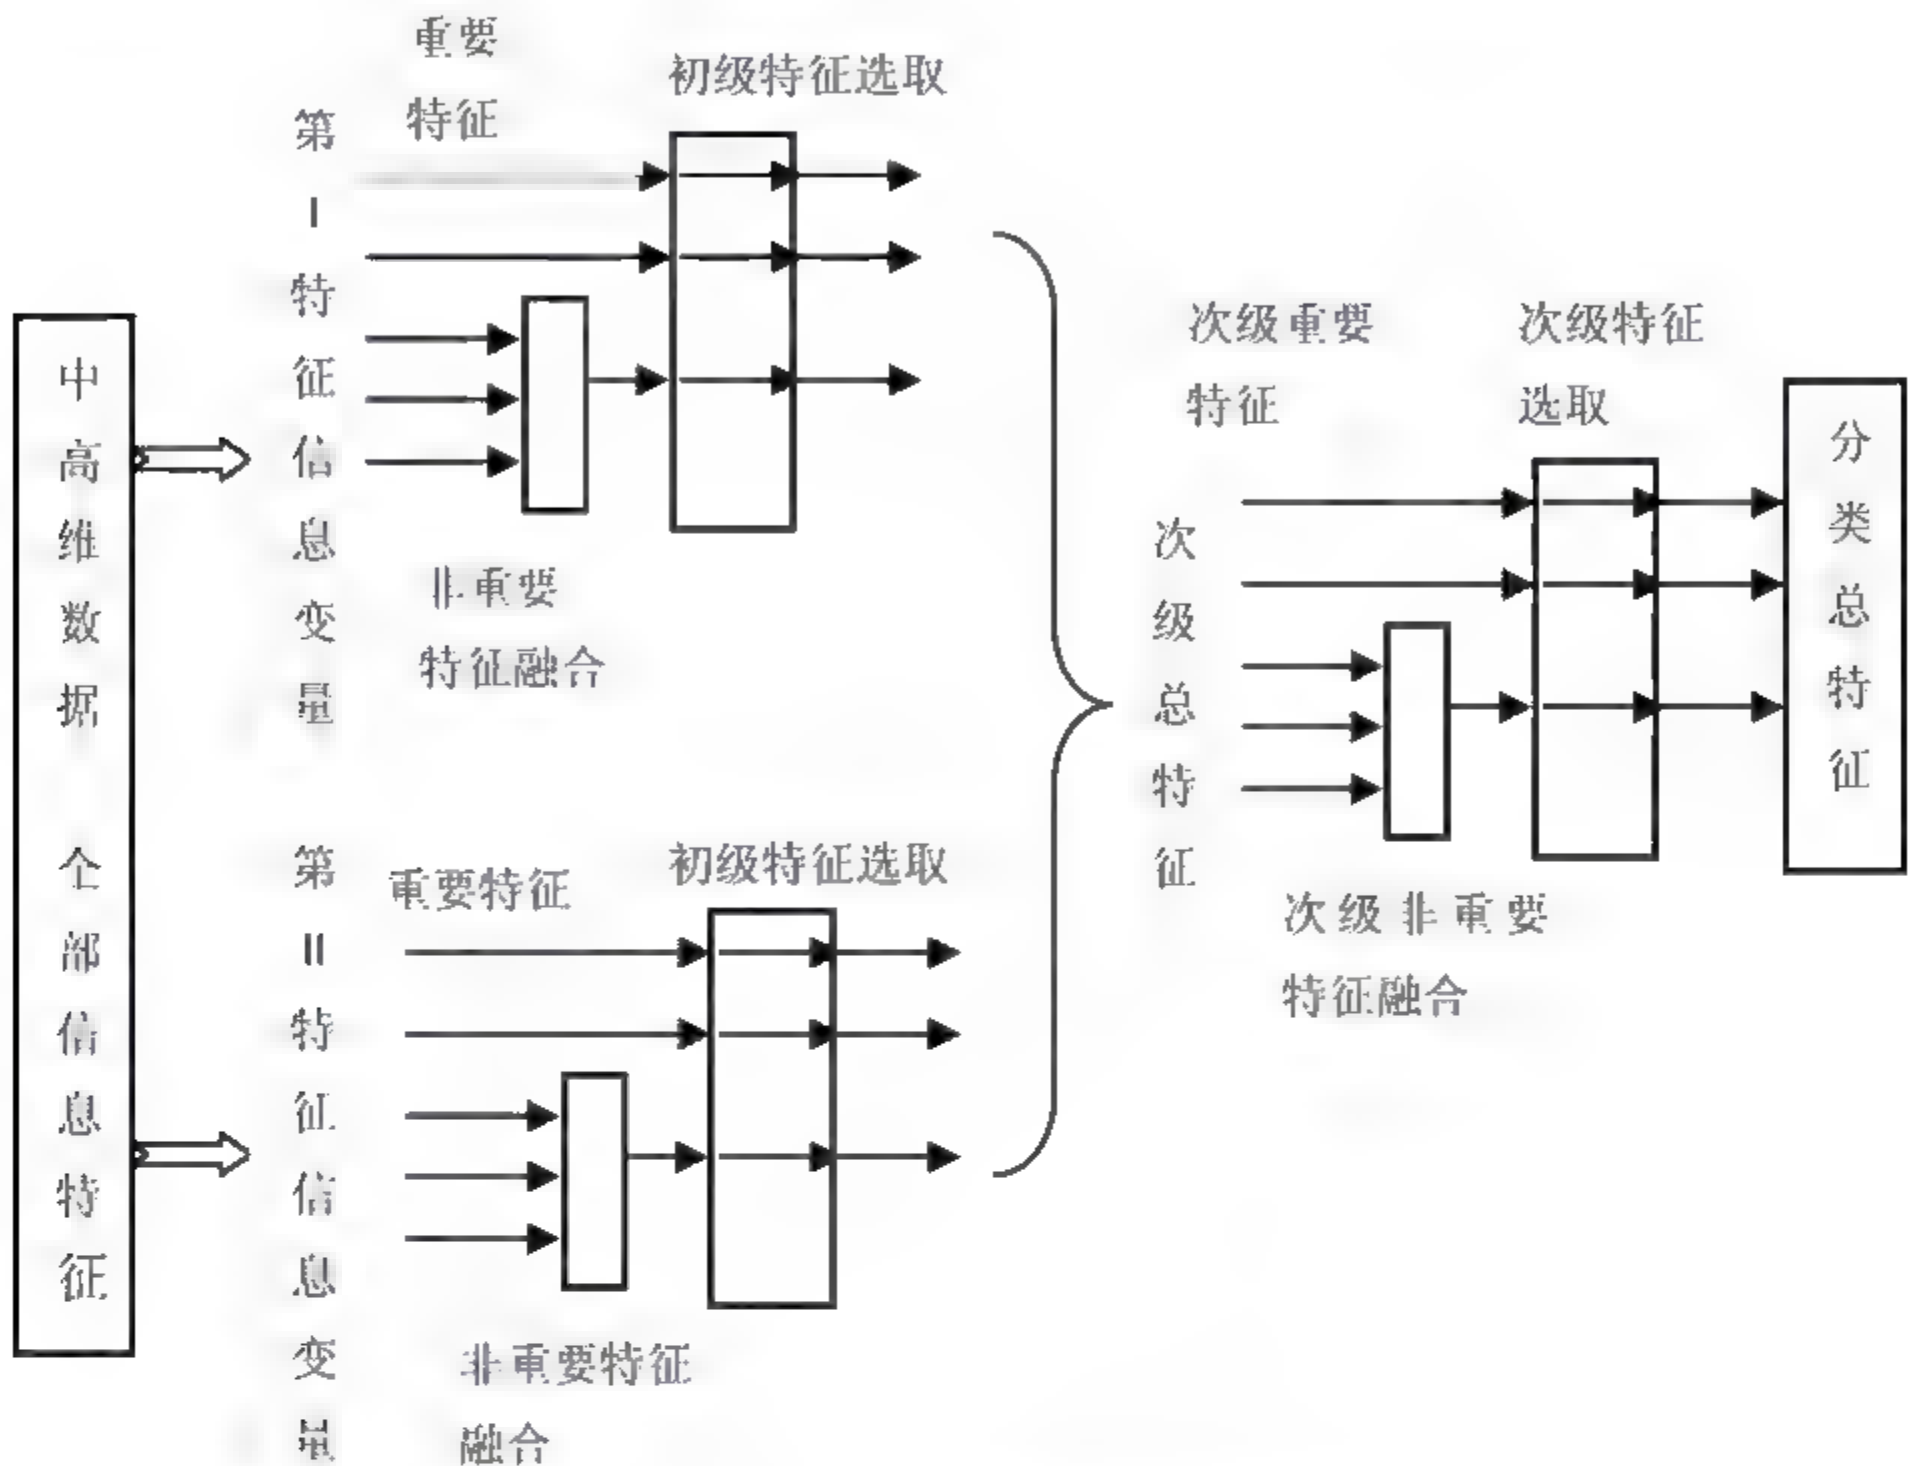 中高维数据 全部信息特征
第I特征信息变量
重要
特征
初级特征选取
非重要
特征融合
第II特征信息变量
重要特征
初级特征选取
非重要特征
融合
次级总特征
次级重要
特征
次级特征
选取
次级非重要
特征融合
分类总特征